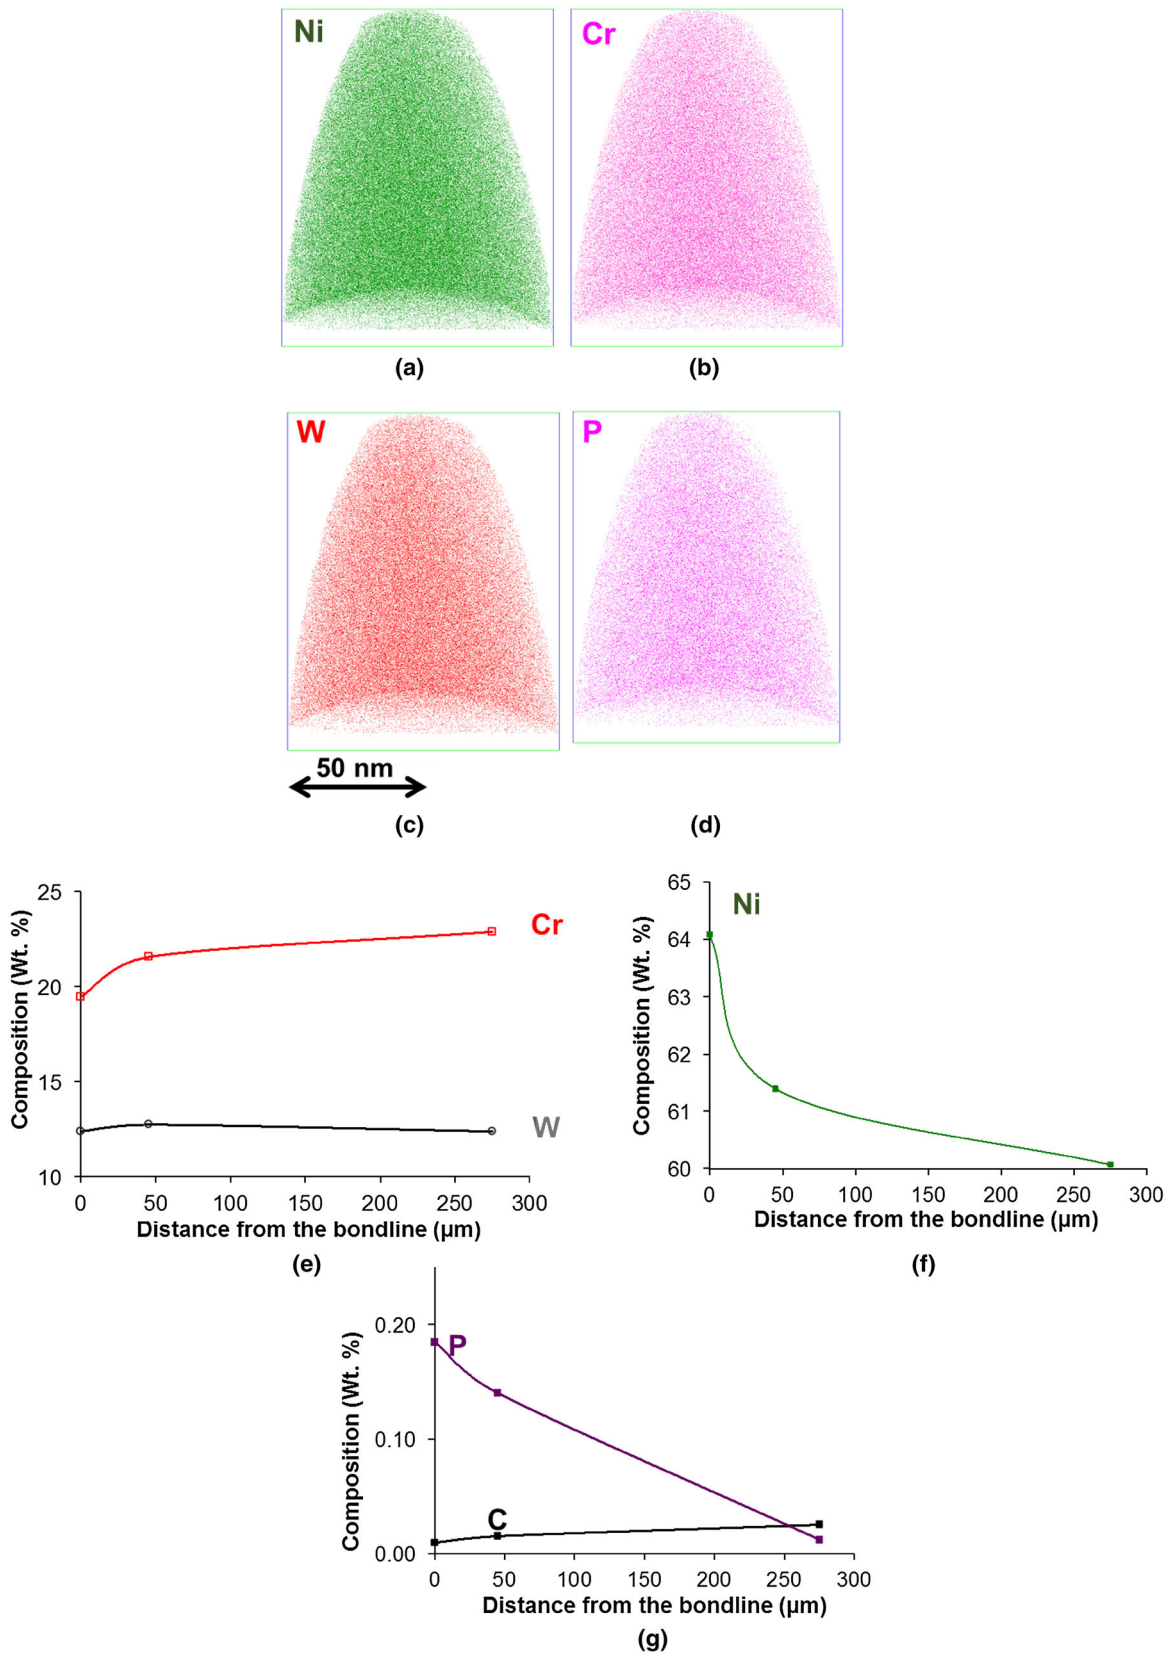 Ni
Cr
(a)
(b)
W
P
50 nm
(c)
(d)
25
20
15
10
Composition (Wt. %)
Cr
W
0 50 100 150 200 250 300
Distance from the bondline (µm)
(e)
65
64
63
62
61
60
Composition (Wt. %)
Ni
0 50 100 150 200 250 300
Distance from the bondline (µm)
(f)
0.20
0.10
0.00
Composition (Wt. %)
P
C
0 50 100 150 200 250 300
Distance from the bondline (µm)
(g)